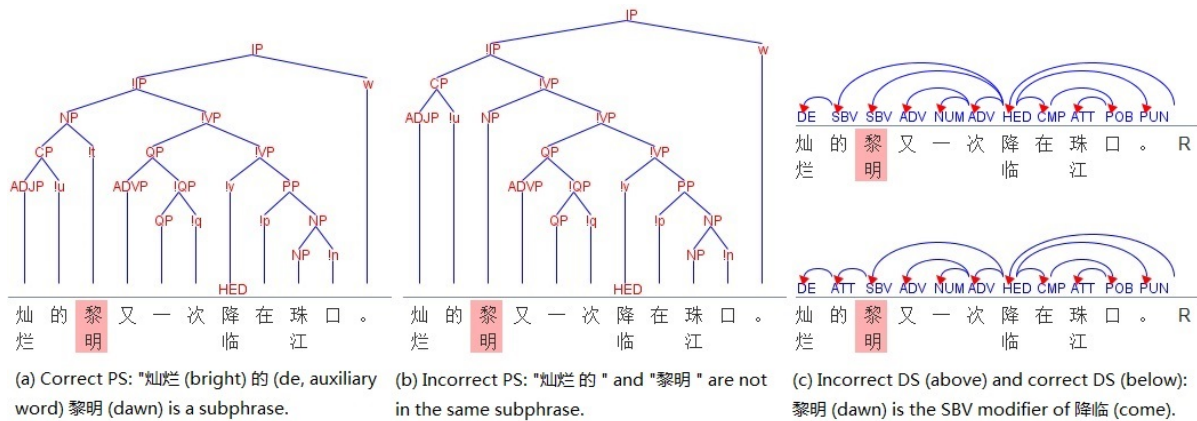 IP
!IP w
NP !VP
CP !t QP !VP
ADJP !u ADVP !QP !v PP
QP !q !p NP
NP !n
HED
灿 的 黎 又 一 次 降 在 珠 口 。
烂 明 临 江
(a) Correct PS: "灿烂 (bright) 的 (de, auxiliary
word) 黎明 (dawn) is a subphrase.
IP
!IP w
CP !VP
ADJP !u NP !VP
QP !VP
ADVP !QP !v PP
QP !q !p NP
NP !n
HED
灿 的 黎 又 一 次 降 在 珠 口 。
烂 明 临 江
(b) Incorrect PS: "灿烂 的 " and "黎明 " are not
in the same subphrase.
DE SBV SBV ADV NUM ADV HED CMP ATT POB PUN
灿 的 黎 又 一 次 降 在 珠 口 。 R
烂 明 临 江
DE ATT SBV ADV NUM ADV HED CMP ATT POB PUN
灿 的 黎 又 一 次 降 在 珠 口 。 R
烂 明 临 江
(c) Incorrect DS (above) and correct DS (below):
黎明 (dawn) is the SBV modifier of 降临 (come).